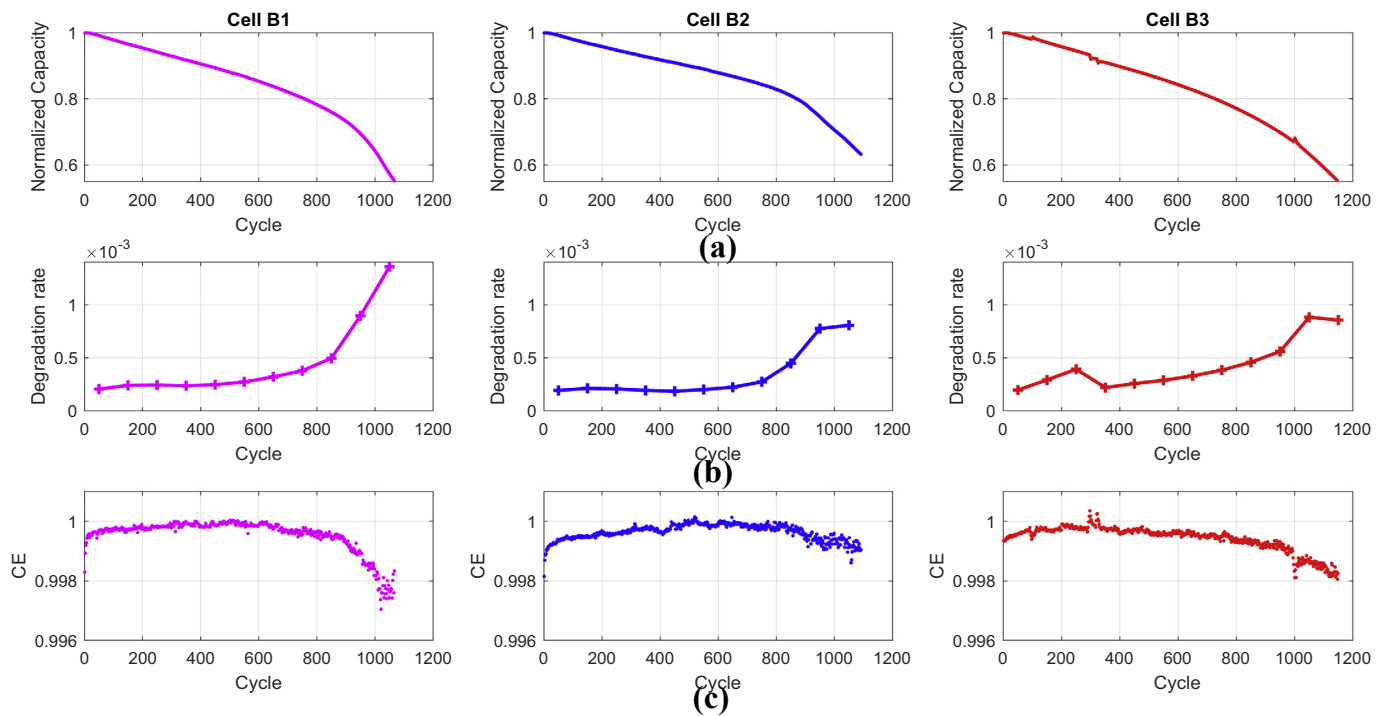 Cell B1
Normalized Capacity
1
0.8
0.6
0 200 400 600 800 1000 1200
Cycle
Cell B2
Normalized Capacity
1
0.8
0.6
0 200 400 600 800 1000 1200
Cycle
Cell B3
Normalized Capacity
1
0.8
0.6
0 200 400 600 800 1000 1200
Cycle
(a)
×10⁻³
Degradation rate
1
0.5
0
0 200 400 600 800 1000 1200
Cycle
×10⁻³
Degradation rate
1
0.5
0
0 200 400 600 800 1000 1200
Cycle
×10⁻³
Degradation rate
1
0.5
0
0 200 400 600 800 1000 1200
Cycle
(b)
CE
1
0.998
0.996
0 200 400 600 800 1000 1200
Cycle
CE
1
0.998
0.996
0 200 400 600 800 1000 1200
Cycle
CE
1
0.998
0.996
0 200 400 600 800 1000 1200
Cycle
(c)